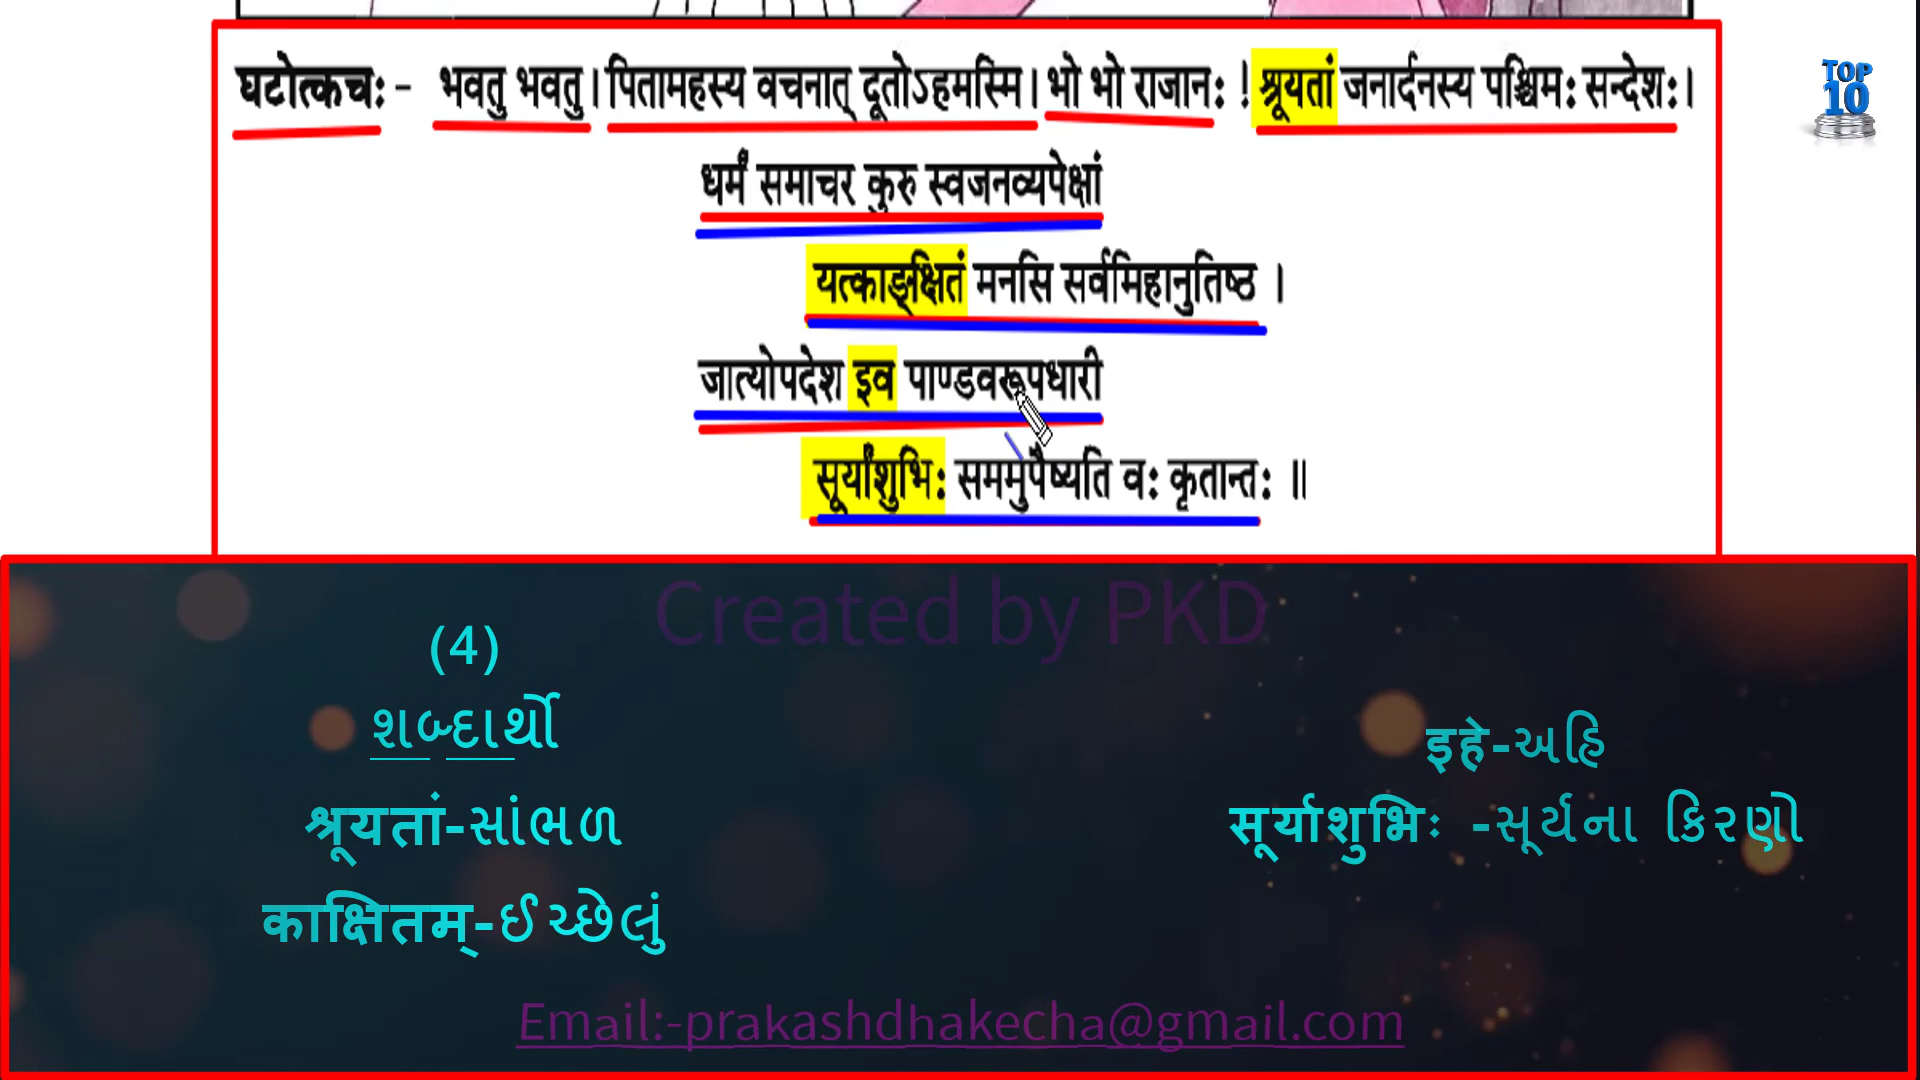 घटोत्कचः - भवतु भवतु। पितामहस्य वचनात् दूतोऽहमस्मि। भो भो राजानः ! श्रूयतां जनार्दनस्य पश्चिमः सन्देशः।
TOP
10
धर्मं समाचर कुरु स्वजनव्यपेक्षां
यत्काङ्क्षितं मनसि सर्वमिहानुतिष्ठ ।
जात्योपदेश इव पाण्डवरूपधारी
सूर्यांशुभिः सममुपैष्यति वः कृतान्तः ॥
Created by PKD
(4)
શબ્દાર્થો
इहे-અહિ
श्रूयतां-સાંભળ
सूर्याशुभिः -સૂર્યના કિરણો
काक्षितम्-ઈચ્છેલું
Email:-prakashdhakecha@gmail.com